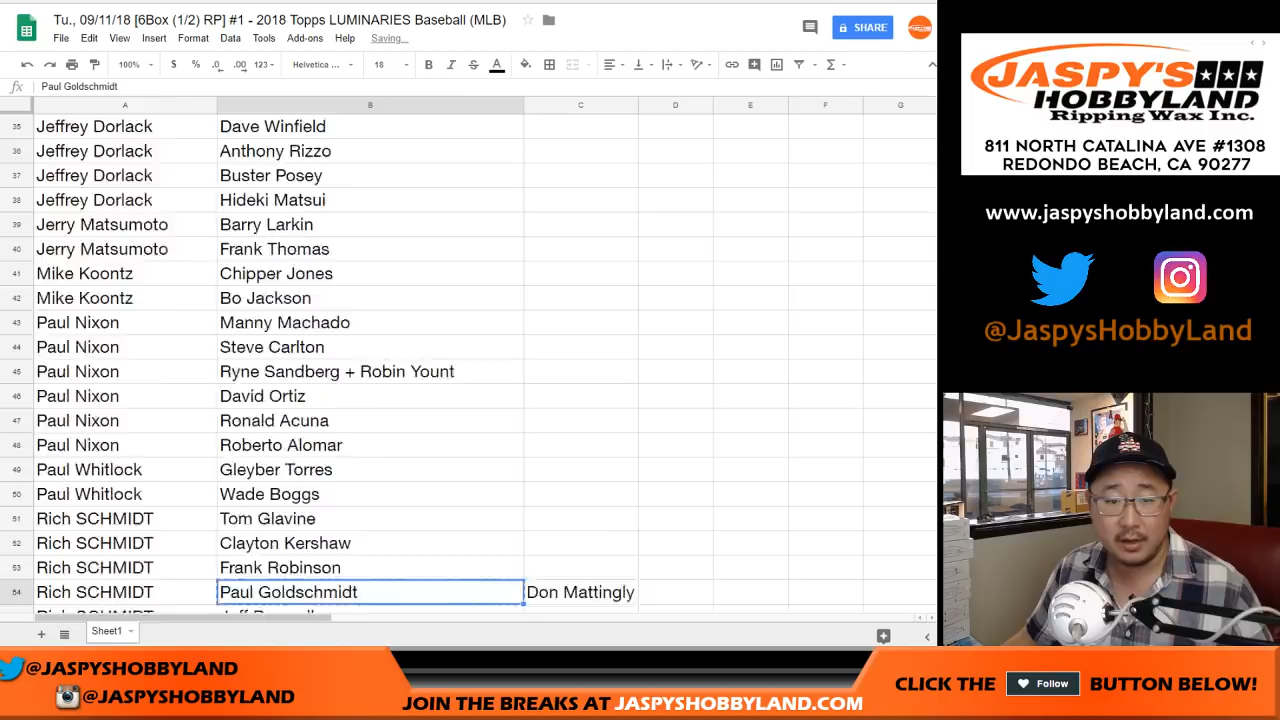 Tu., 09/11/18 [6Box (1/2) RP] #1 - 2018 Topps LUMINARIES Baseball (MLB)
File Edit View Insert Format Data Tools Add-ons Help Saving...
SHARE
100% $ % .0 .00 123 Helvetica ... 18 B I S A
fx Paul Goldschmidt
A B C D E F G
35 Jeffrey Dorlack Dave Winfield
36 Jeffrey Dorlack Anthony Rizzo
37 Jeffrey Dorlack Buster Posey
38 Jeffrey Dorlack Hideki Matsui
39 Jerry Matsumoto Barry Larkin
40 Jerry Matsumoto Frank Thomas
41 Mike Koontz Chipper Jones
42 Mike Koontz Bo Jackson
43 Paul Nixon Manny Machado
44 Paul Nixon Steve Carlton
45 Paul Nixon Ryne Sandberg + Robin Yount
46 Paul Nixon David Ortiz
47 Paul Nixon Ronald Acuna
48 Paul Nixon Roberto Alomar
49 Paul Whitlock Gleyber Torres
50 Paul Whitlock Wade Boggs
51 Rich SCHMIDT Tom Glavine
52 Rich SCHMIDT Clayton Kershaw
53 Rich SCHMIDT Frank Robinson
54 Rich SCHMIDT Paul Goldschmidt Don Mattingly
Sheet1
JASPY'S
HOBBYLAND
Ripping Wax Inc.
811 NORTH CATALINA AVE #1308
REDONDO BEACH, CA 90277
www.jaspyshobbyland.com
@JaspysHobbyLand
@JASPYSHOBBYLAND
@JASPYSHOBBYLAND
JOIN THE BREAKS AT JASPYSHOBBYLAND.COM
CLICK THE Follow BUTTON BELOW!